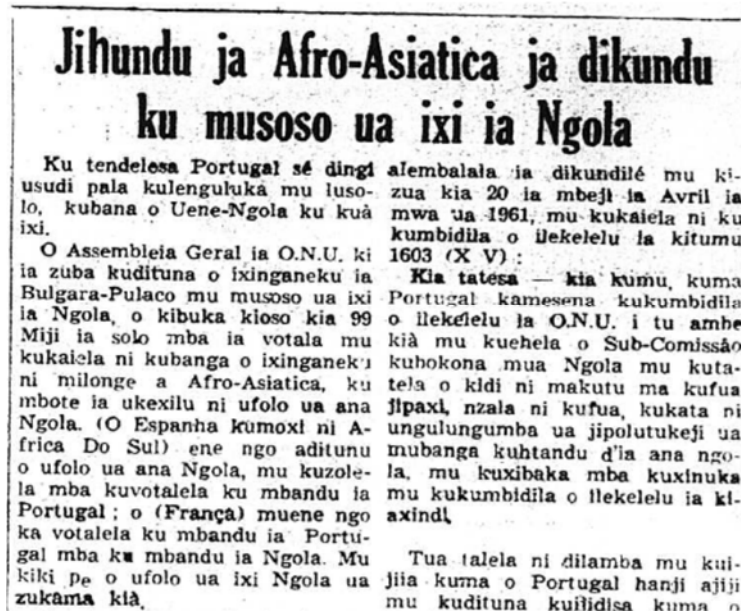 Jihundu ja Afro-Asiatica ja dikundu
ku musoso ua ixi ia Ngola
Ku tendelesa Portugal sé dingi
usudi pala kulenguluka mu luso-
lo, kubana o Uene-Ngola ku kuâ
ixi.
O Assembleia Geral ia O.N.U. ki
ia zuba kudituna o ixinganeku ia
Bulgara-Pulaco mu musoso ua ixi
ia Ngola, o kibuka kioso kia 99
Miji ia solo mba ia votala mu
kukaiela ni kubanga o ixinganeku
ni milonge a Afro-Asiatica, ku
mbote ia ukexilu ni ufolo ua ana
Ngola. (O Espanha kumoxi ni A-
frica Do Sul) ene ngo aditunu
o ufolo ua ana Ngola, mu kuzole-
la mba kuvotalela ku mbandu ia
Portugal; o (França) muene ngo
ka votalela ku mbandu ia Portu-
gal mba ku mbandu ia Ngola. Mu
kiki pe o ufolo ua ixi Ngola ua
zukama kià.
alembalala ia dikundilé mu ki-
zua kia 20 ia mbeji ia Avril ia
mwa ua 1961, mu kukaiela ni ku
kumbidila o ilekelelu ia kitumu
1603 (X V) :
Kia tatesa — kia kumu, kuma
Portugal kamesena kukumbidila
o ilekelelu ia O.N.U. i tu ambe
kià mu kuehela o Sub-Comissão
kubokona mua Ngola mu kuta-
tela o kidi ni makutu ma kufua
jipaxi, nzala ni kufua, kukata ni
ungulungumba ua jipolutukeji ua
mubanga kuhtandu d'ia ana ngo-
la, mu kuxibaka mba kuxinuka
mu kukumbidila o ilekelelu ia ki-
axindi.
Tua talela ni dilamba mu kui-
jiia kuma o Portugal hanji ajiji
mu kudituna kuilidisa kuma o